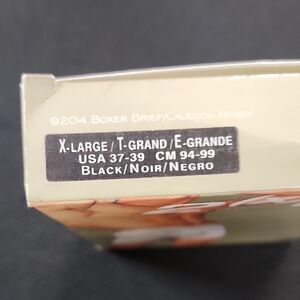 9204 BOXER BRIEF/CALEÇON BOXER
X-LARGE / T-GRAND / E-GRANDE
USA 37-39 CM 94-99
BLACK/NOIR/NEGRO